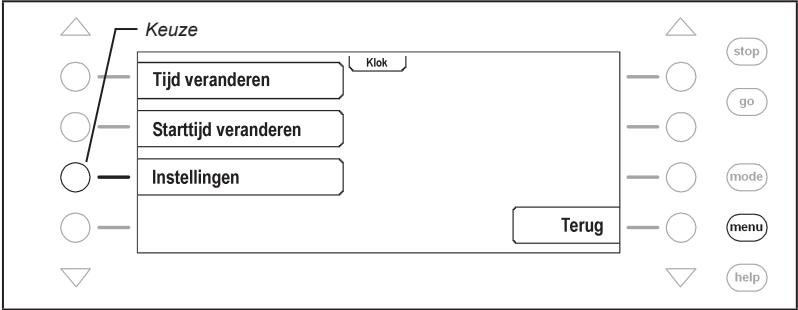 Keuze
Klok
Tijd veranderen
Starttijd veranderen
Instellingen
Terug
stop
go
mode
menu
help